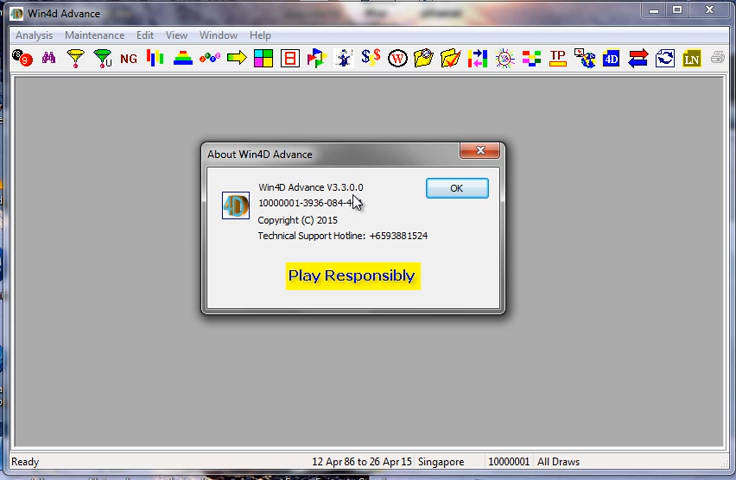 Win4d Advance
Analysis Maintenance Edit View Window Help
9 U NG $$$ W TP 4D LN
About Win4D Advance
Win4D Advance V3.3.0.0
10000001-3936-084-4
OK
4D
Copyright (C) 2015
Technical Support Hotline: +6593881524
Play Responsibly
Ready 12 Apr 86 to 26 Apr 15 Singapore 10000001 All Draws